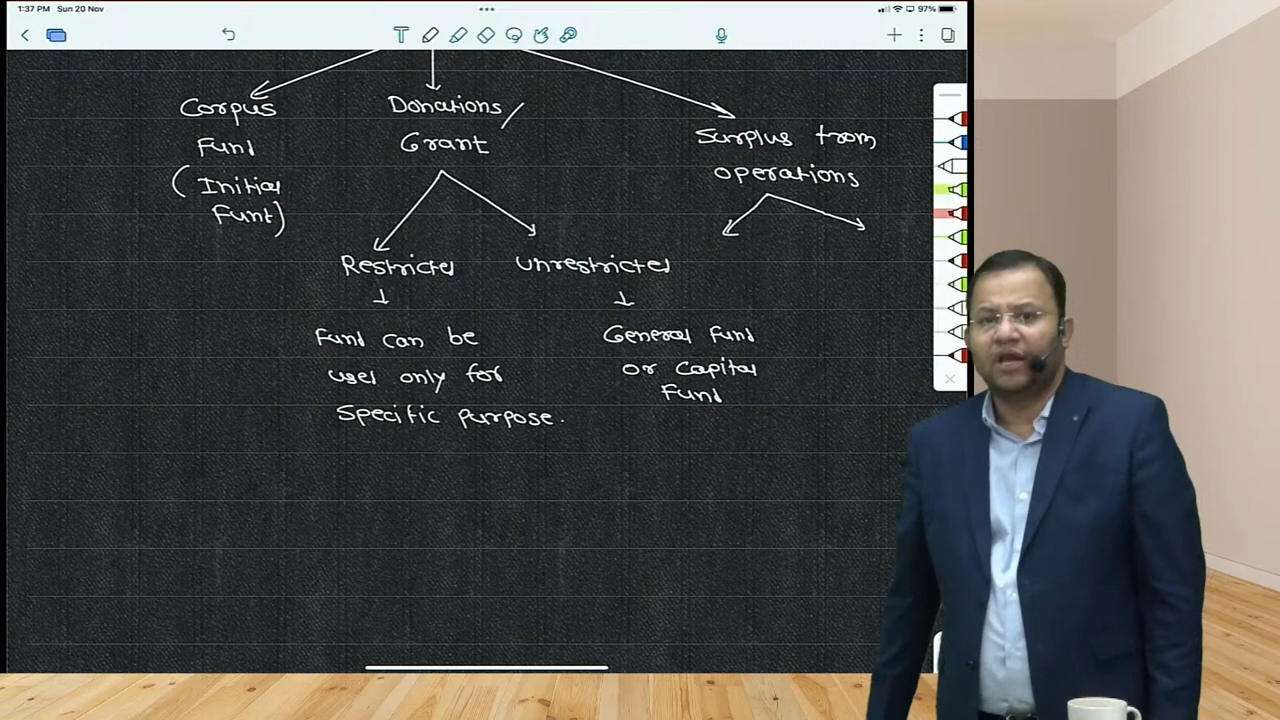 1:37 PM Sun 20 Nov
97%
T
Corpus
Fund
(Initial
Fund)
Donations/
Grant
Surplus from
operations
Restricted
Unrestricted
Fund can be
used only for
Specific purpose.
General Fund
or Capital
Fund